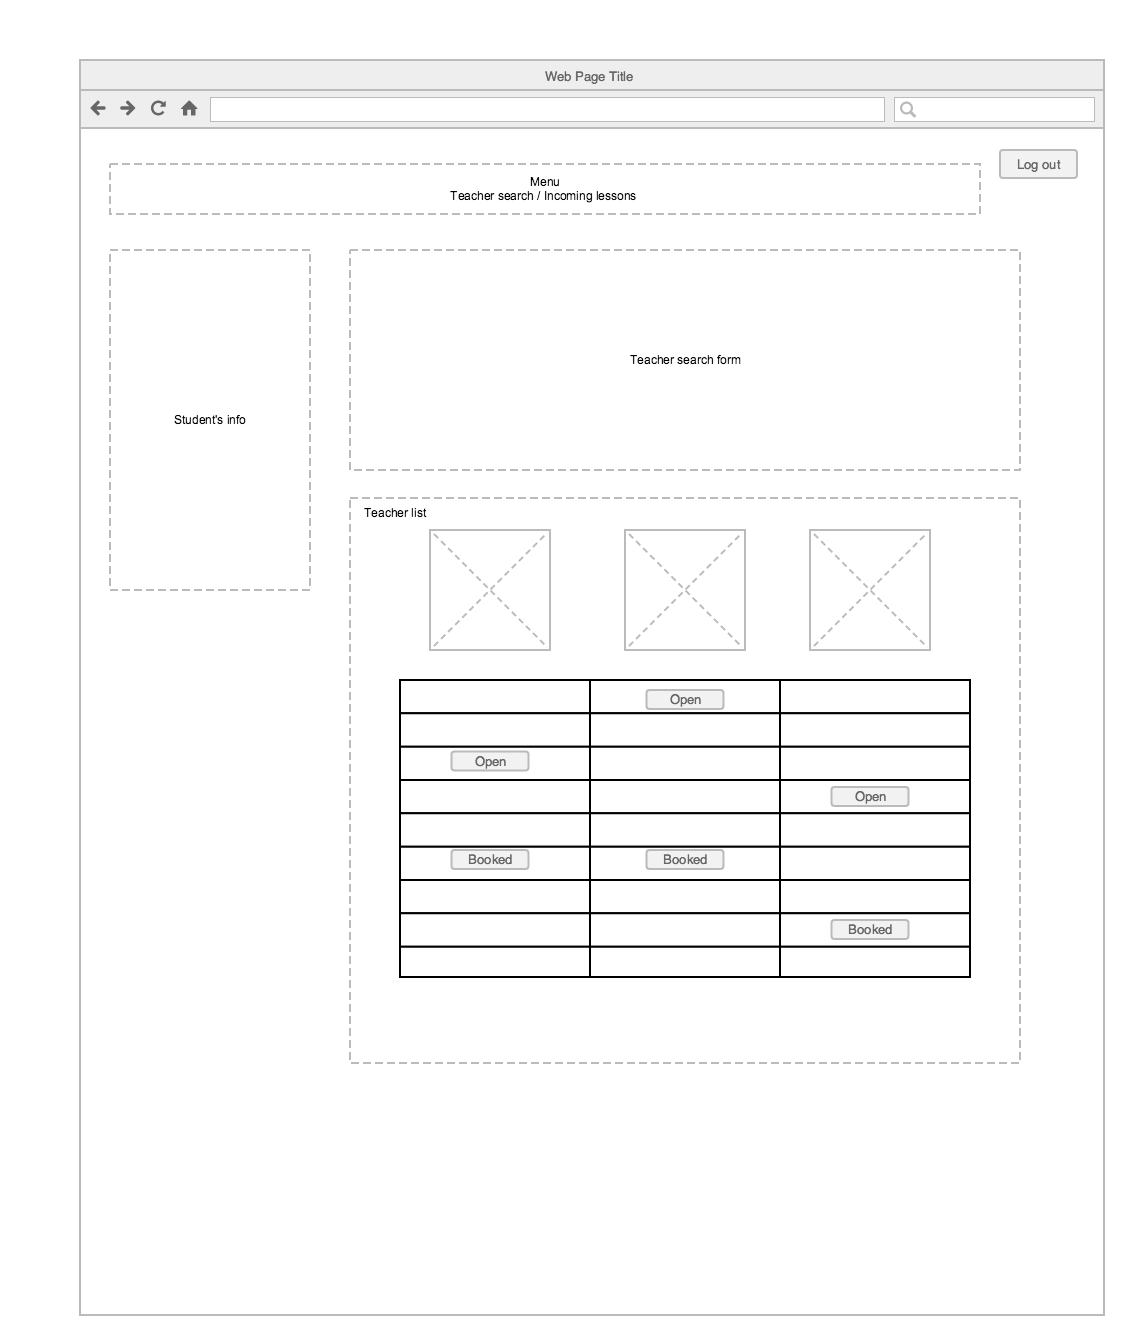 Web Page Title
Log out
Menu
Teacher search / Incoming lessons
Student's info
Teacher search form
Teacher list
Open
Open
Open
Booked
Booked
Booked